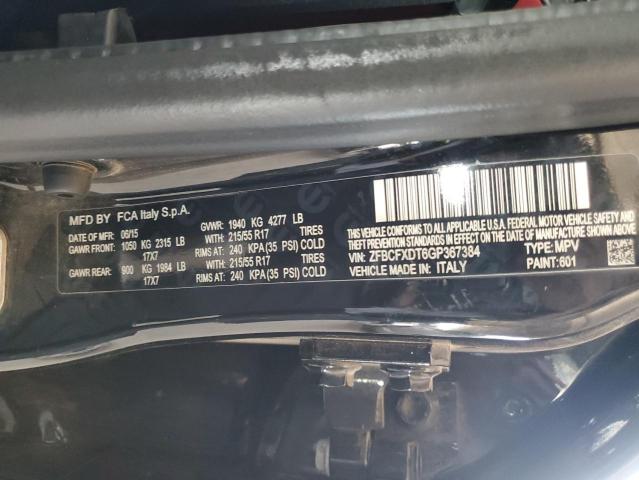 MFD BY FCA Italy S.p.A.
DATE OF MFR 06/15 GVWR: 1940 KG 4277 LB
GAWR FRONT: 1050 KG 2315 LB WITH: 215/55 R17 TIRES
17X7 RIMS AT: 240 KPA (35 PSI) COLD
GAWR REAR: 900 KG 1984 LB WITH: 215/55 R17 TIRES
17X7 RIMS AT: 240 KPA (35 PSI) COLD
THIS VEHICLE CONFORMS TO ALL APPLICABLE U.S.A. FEDERAL MOTOR VEHICLE SAFETY AND
BUMPER STANDARDS IN EFFECT ON THE DATE OF MANUFACTURE SHOWN ABOVE
VIN: ZFBCFXDT6GP367384 TYPE: MPV
VEHICLE MADE IN: ITALY PAINT: 601